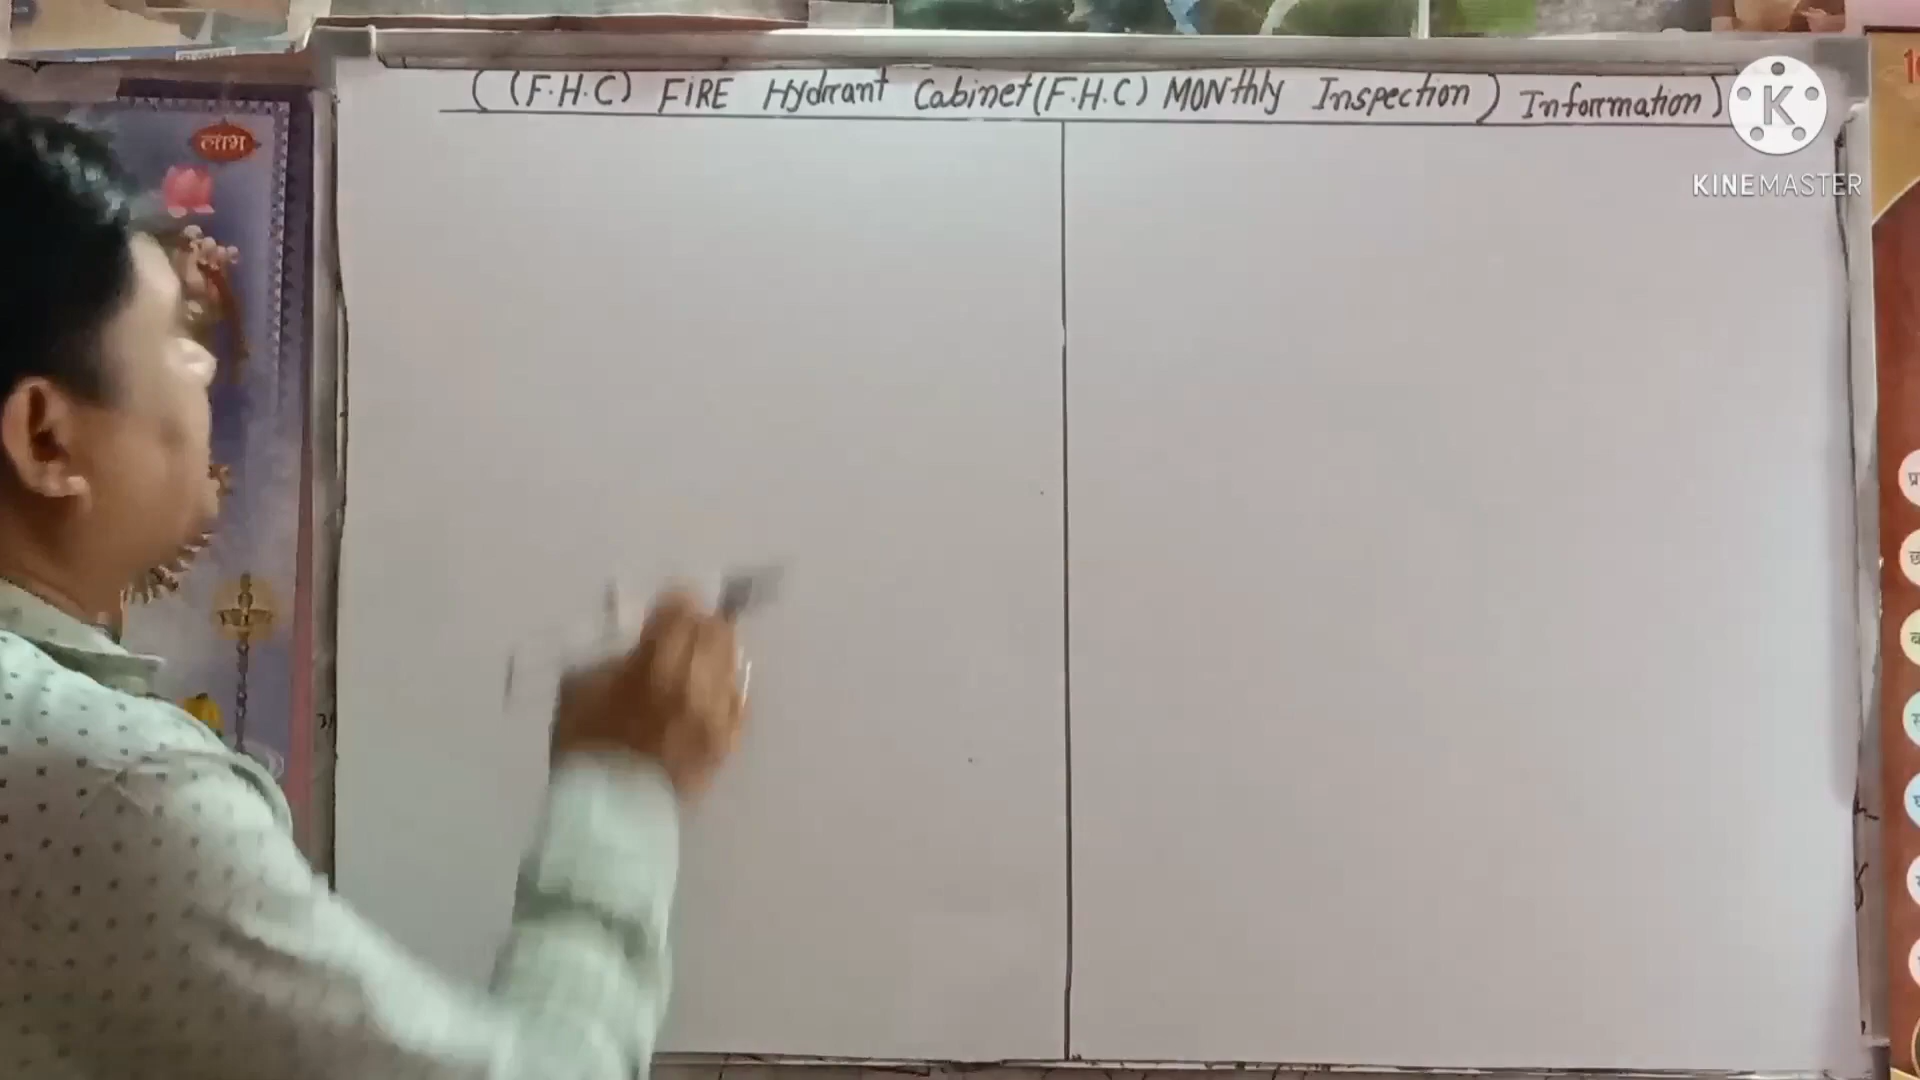 ((F.H.C) FIRE Hydrant Cabinet (F.H.C) MONthly Inspection) Information)
KINEMASTER
लाभ